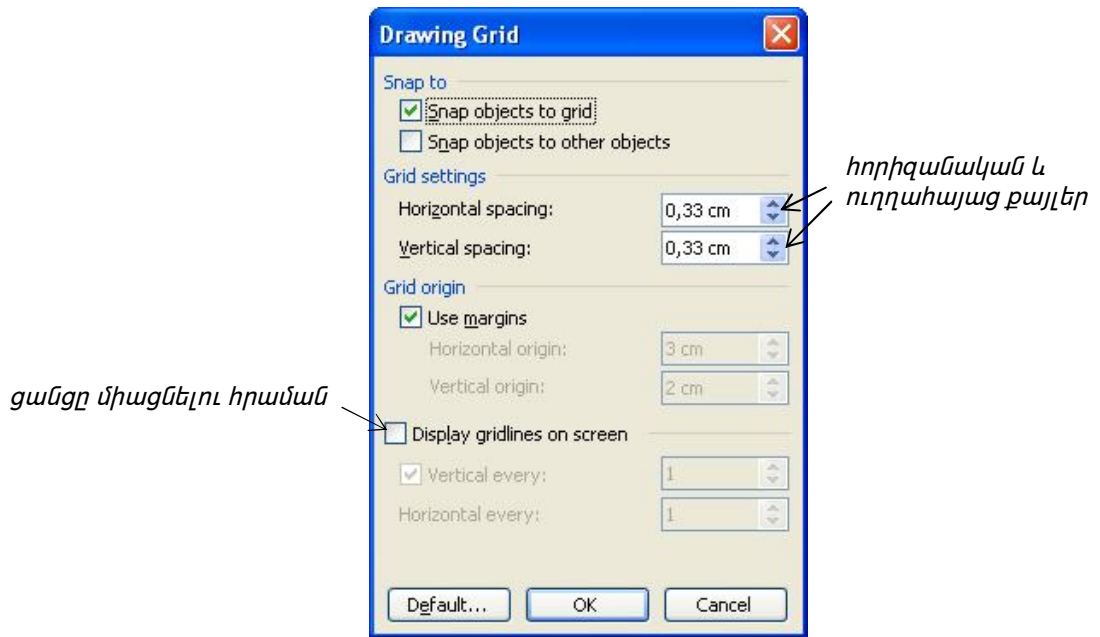 Drawing Grid
Snap to
Snap objects to grid
Snap objects to other objects
Grid settings
Horizontal spacing: 0,33 cm
Vertical spacing: 0,33 cm
հորիզանական և
ուղղահայաց քայլեր
Grid origin
Use margins
Horizontal origin: 3 cm
Vertical origin: 2 cm
ցանցը միացնելու հրաման
Display gridlines on screen
Vertical every: 1
Horizontal every: 1
Default... OK Cancel